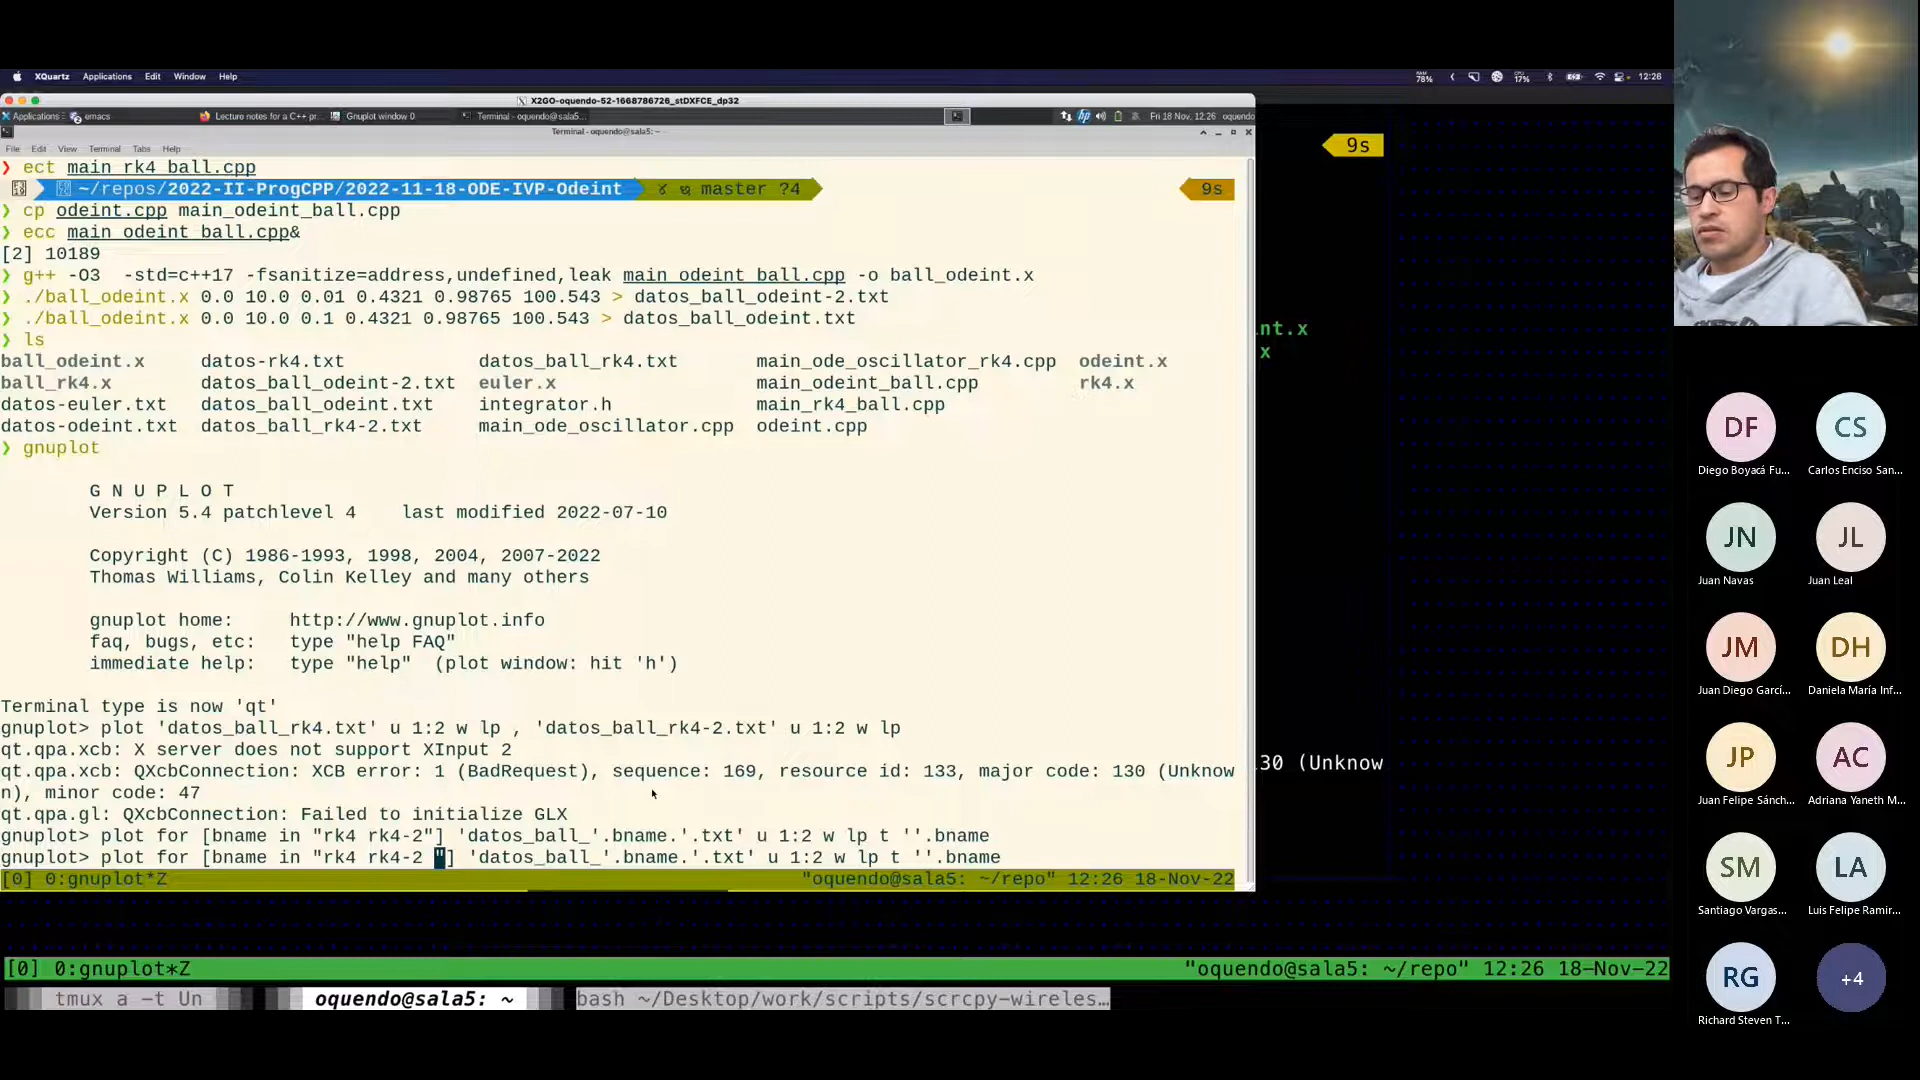 XQuartz Applications Edit Window Help
78% 17% 12:26
X2GO-oquendo-52-1668786726_stDXFCE_dp32
Applications emacs Lecture notes for a C++ pr... Gnuplot window 0 Terminal - oquendo@sala5... Fri 18 Nov, 12:26 oquendo
Terminal - oquendo@sala5: ~
File Edit View Terminal Tabs Help
❯ ect main_rk4_ball.cpp
~/repos/2022-II-ProgCPP/2022-11-18-ODE-IVP-Odeint master ?4 9s
❯ cp odeint.cpp main_odeint_ball.cpp
❯ ecc main_odeint_ball.cpp&
[2] 10189
❯ g++ -O3 -std=c++17 -fsanitize=address,undefined,leak main_odeint_ball.cpp -o ball_odeint.x
❯ ./ball_odeint.x 0.0 10.0 0.01 0.4321 0.98765 100.543 > datos_ball_odeint-2.txt
❯ ./ball_odeint.x 0.0 10.0 0.1 0.4321 0.98765 100.543 > datos_ball_odeint.txt
❯ ls
ball_odeint.x datos-rk4.txt datos_ball_rk4.txt main_ode_oscillator_rk4.cpp odeint.x
ball_rk4.x datos_ball_odeint-2.txt euler.x main_odeint_ball.cpp rk4.x
datos-euler.txt datos_ball_odeint.txt integrator.h main_rk4_ball.cpp
datos-odeint.txt datos_ball_rk4-2.txt main_ode_oscillator.cpp odeint.cpp
❯ gnuplot
G N U P L O T
Version 5.4 patchlevel 4 last modified 2022-07-10
Copyright (C) 1986-1993, 1998, 2004, 2007-2022
Thomas Williams, Colin Kelley and many others
gnuplot home: http://www.gnuplot.info
faq, bugs, etc: type "help FAQ"
immediate help: type "help" (plot window: hit 'h')
Terminal type is now 'qt'
gnuplot> plot 'datos_ball_rk4.txt' u 1:2 w lp , 'datos_ball_rk4-2.txt' u 1:2 w lp
qt.qpa.xcb: X server does not support XInput 2
qt.qpa.xcb: QXcbConnection: XCB error: 1 (BadRequest), sequence: 169, resource id: 133, major code: 130 (Unknow
n), minor code: 47
qt.qpa.gl: QXcbConnection: Failed to initialize GLX
gnuplot> plot for [bname in "rk4 rk4-2"] 'datos_ball_'.bname.'.txt' u 1:2 w lp t ''.bname
gnuplot> plot for [bname in "rk4 rk4-2 "] 'datos_ball_'.bname.'.txt' u 1:2 w lp t ''.bname
[0] 0:gnuplot*Z "oquendo@sala5: ~/repo" 12:26 18-Nov-22
9s
int.x
x
30 (Unknow
[0] 0:gnuplot*Z "oquendo@sala5: ~/repo" 12:26 18-Nov-22
tmux a -t Un oquendo@sala5: ~ bash ~/Desktop/work/scripts/scrcpy-wireles…
DF CS
Diego Boyacá Fu... Carlos Enciso San...
JN JL
Juan Navas Juan Leal
JM DH
Juan Diego Garcí... Daniela María Inf...
JP AC
Juan Felipe Sánch... Adriana Yaneth M...
SM LA
Santiago Vargas... Luis Felipe Ramir...
RG +4
Richard Steven T...